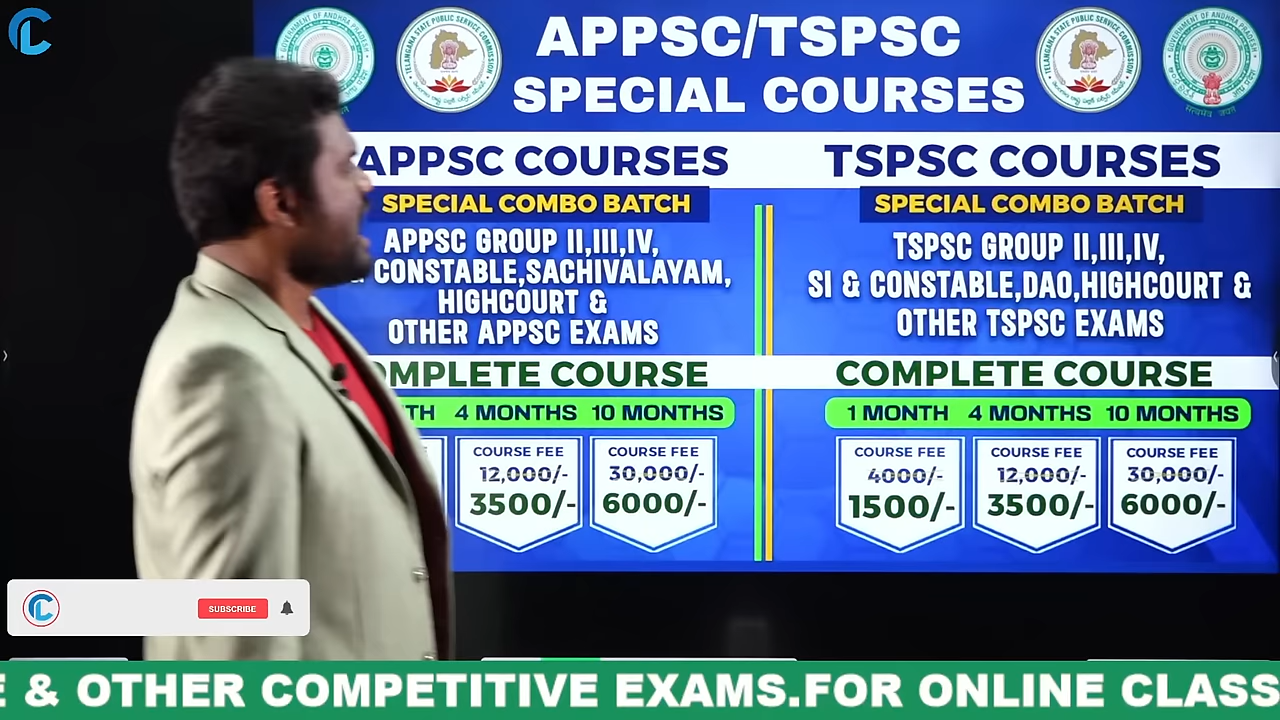 APPSC/TSPSC
SPECIAL COURSES
APPSC COURSES
SPECIAL COMBO BATCH
APPSC GROUP II,III,IV,
CONSTABLE,SACHIVALAYAM,
HIGHCOURT &
OTHER APPSC EXAMS
OMPLETE COURSE
TH 4 MONTHS 10 MONTHS
COURSE FEE COURSE FEE
12,000/- 30,000/-
3500/- 6000/-
TSPSC COURSES
SPECIAL COMBO BATCH
TSPSC GROUP II,III,IV,
SI & CONSTABLE,DAO,HIGHCOURT &
OTHER TSPSC EXAMS
COMPLETE COURSE
1 MONTH 4 MONTHS 10 MONTHS
COURSE FEE COURSE FEE COURSE FEE
4000/- 12,000/- 30,000/-
1500/- 3500/- 6000/-
SUBSCRIBE
E & OTHER COMPETITIVE EXAMS.FOR ONLINE CLASS